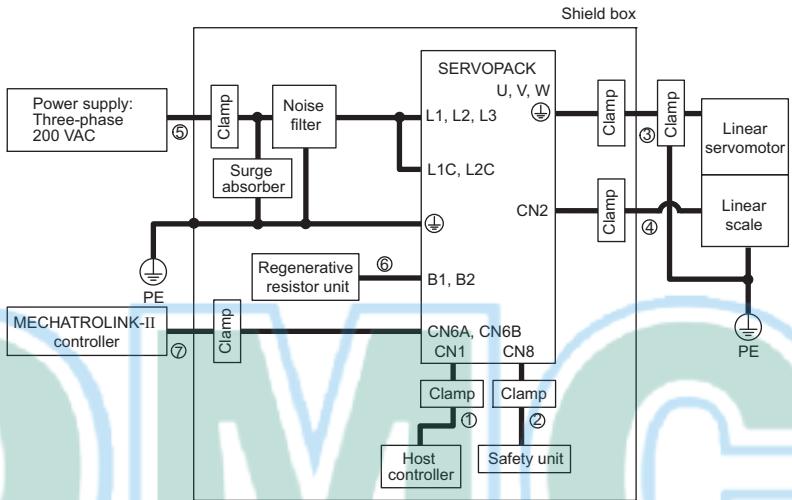 Shield box
SERVOPACK
U, V, W
Power supply:
Three-phase
200 VAC
⑤
Clamp
Noise
filter
L1, L2, L3
Clamp
③
Clamp
Linear
servomotor
Surge
absorber
L1C, L2C
CN2
Clamp
④
Linear
scale
PE
Regenerative
resistor unit
⑥
B1, B2
MECHATROLINK-II
controller
⑦
Clamp
CN6A, CN6B
PE
CN1
CN8
Clamp
Clamp
①
②
Host
controller
Safety unit
DMC